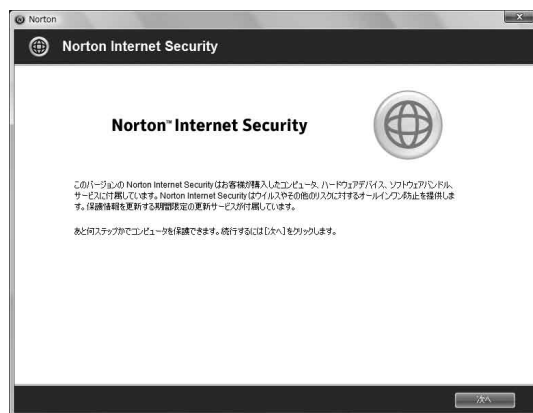 Norton
Norton Internet Security
Norton™ Internet Security
このバージョンの Norton Internet Security はお客様が購入したコンピュータ、ハードウェアデバイス、ソフトウェアバンドル、
サービスに付属しています。Norton Internet Security はウイルスやその他のリスクに対するオールインワン防止を提供しま
す。保護情報を更新する期間限定の更新サービスが付属しています。
あと何ステップかでコンピュータを保護できます。続行するには [次へ] をクリックします。
次へ